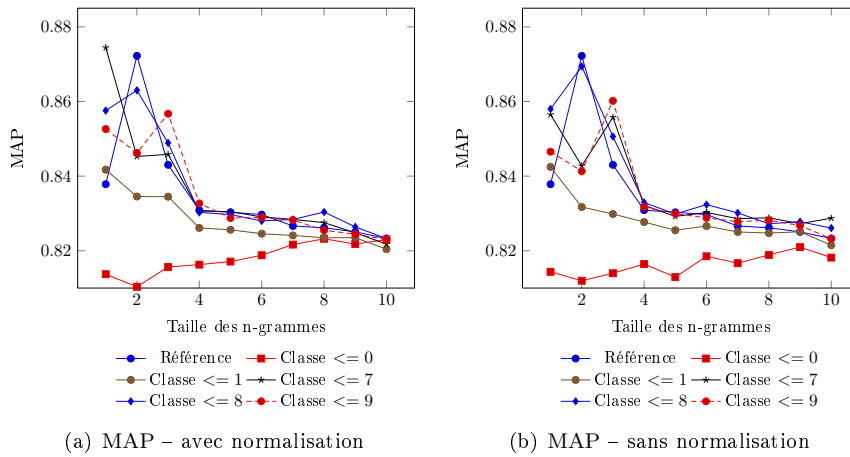 0.88
0.86
0.84
0.82
MAP
2 4 6 8 10
Taille des n-grammes
Référence Classe <= 0
Classe <= 1 Classe <= 7
Classe <= 8 Classe <= 9
(a) MAP – avec normalisation
0.88
0.86
0.84
0.82
MAP
2 4 6 8 10
Taille des n-grammes
Référence Classe <= 0
Classe <= 1 Classe <= 7
Classe <= 8 Classe <= 9
(b) MAP – sans normalisation